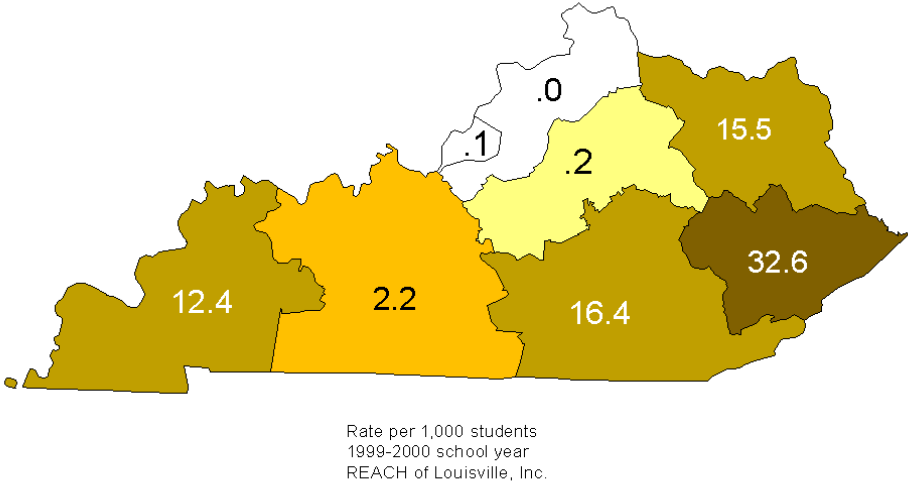 .0
15.5
.1
.2
32.6
12.4
2.2
16.4
Rate per 1,000 students
1999-2000 school year
REACH of Louisville, Inc.